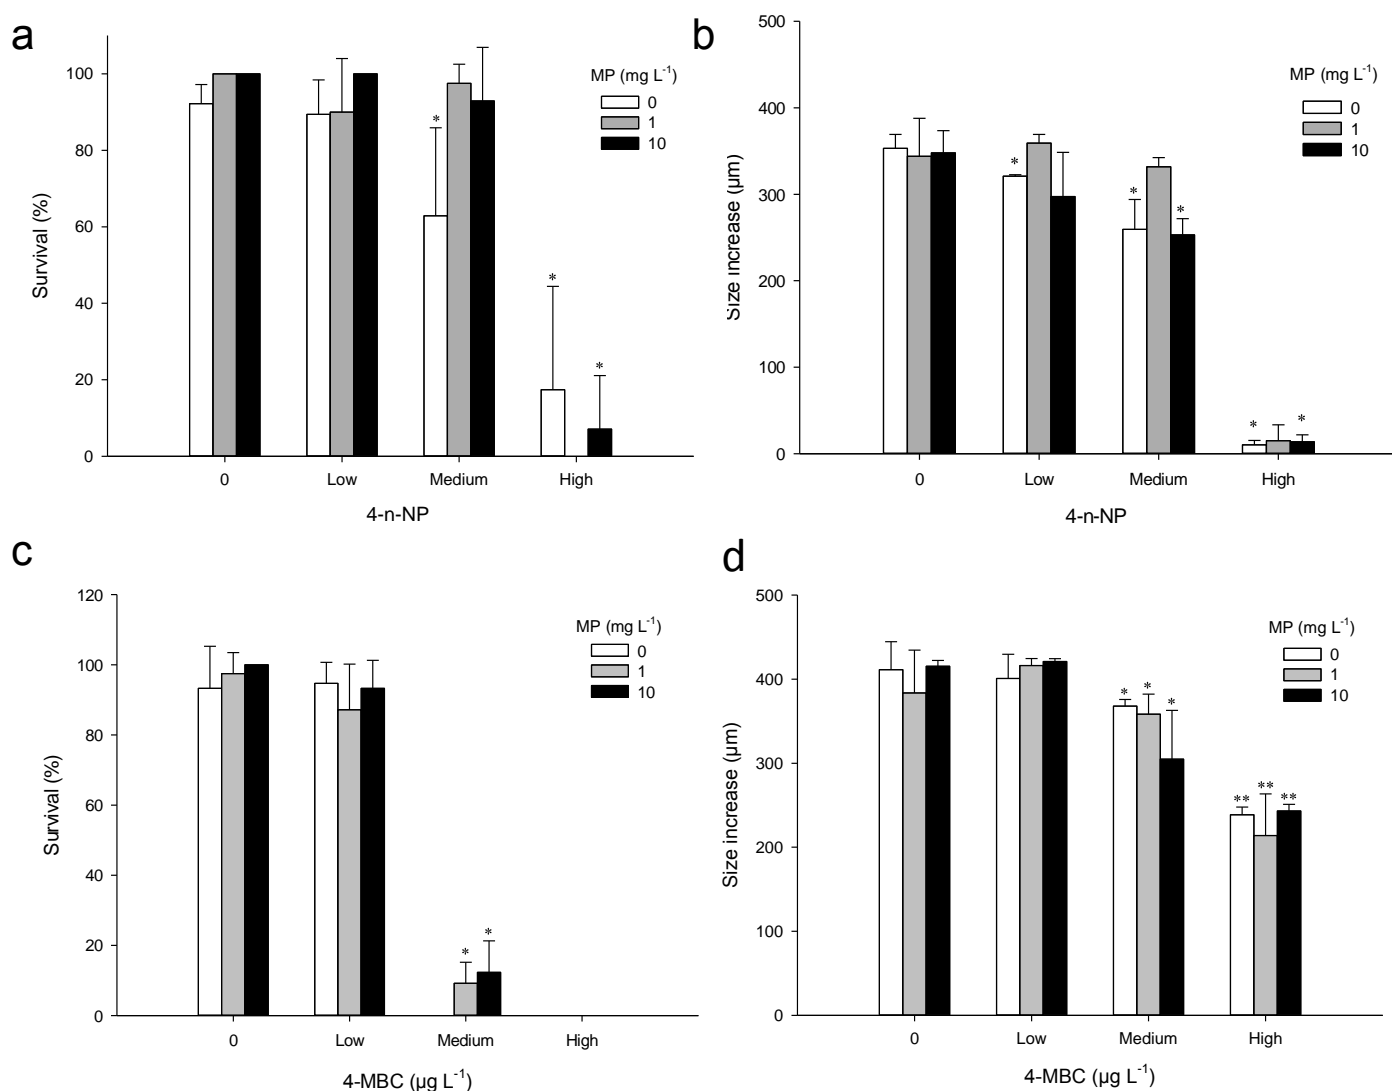 a
Survival (%)
100
80
60
40
20
0
*
*
*
MP (mg L⁻¹)
0
1
10
0 Low Medium High
4-n-NP
b
Size increase (µm)
500
400
300
200
100
0
*
*
*
*
*
MP (mg L⁻¹)
0
1
10
0 Low Medium High
4-n-NP
c
Survival (%)
120
100
80
60
40
20
0
*
*
MP (mg L⁻¹)
0
1
10
0 Low Medium High
4-MBC (µg L⁻¹)
d
Size increase (µm)
500
400
300
200
100
0
* * *
** ** **
MP (mg L⁻¹)
0
1
10
0 Low Medium High
4-MBC (µg L⁻¹)